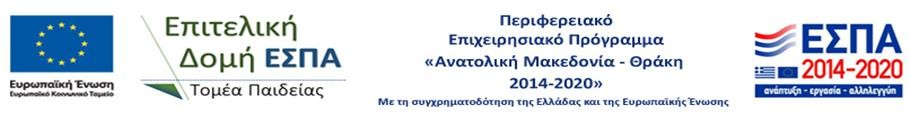 Ευρωπαϊκή Ένωση
Ευρωπαϊκό Κοινωνικό Ταμείο
Επιτελική
Δομή ΕΣΠΑ
Τομέα Παιδείας
Περιφερειακό
Επιχειρησιακό Πρόγραμμα
«Ανατολική Μακεδονία - Θράκη
2014-2020»
Με τη συγχρηματοδότηση της Ελλάδας και της Ευρωπαϊκής Ένωσης
ΕΣΠΑ
2014-2020
ανάπτυξη - εργασία - αλληλεγγύη